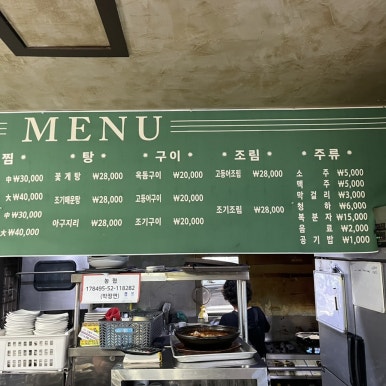 MENU
찜 탕 구이 조림 주류
中 ₩30,000 꽃게탕 ₩28,000 옥돔구이 ₩20,000 고등어조림 ₩28,000 소주 ₩5,000
맥주 ₩5,000
大 ₩40,000 조기매운탕 ₩28,000 고등어구이 ₩20,000 막걸리 ₩3,000
청하 ₩6,000
中 ₩30,000 조기조림 ₩28,000 복분자 ₩15,000
大 ₩40,000 아구지리 ₩28,000 조기구이 ₩20,000 음료 ₩2,000
공기밥 ₩1,000
농협
178495-52-118282